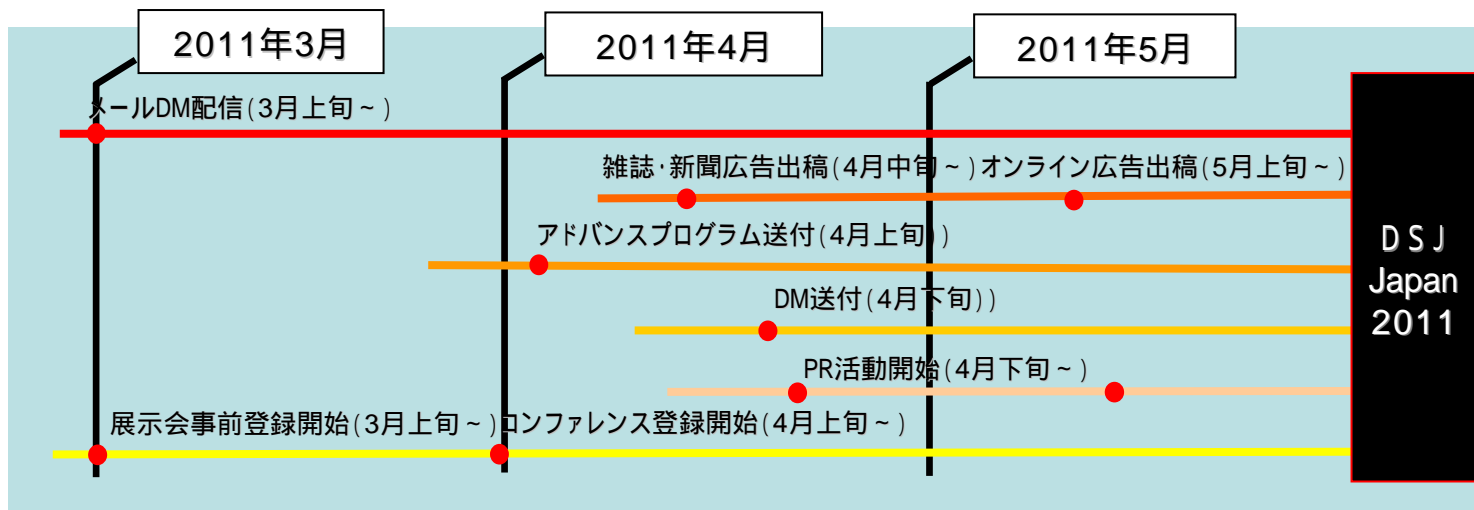 2011年3月
2011年4月
2011年5月
メールDM配信(3月上旬~)
雑誌･新聞広告出稿(4月中旬~)オンライン広告出稿(5月上旬~)
アドバンスプログラム送付(4月上旬))
DM送付(4月下旬))
PR活動開始(4月下旬~)
展示会事前登録開始(3月上旬~)コンファレンス登録開始(4月上旬~)
DSJ
Japan
2011